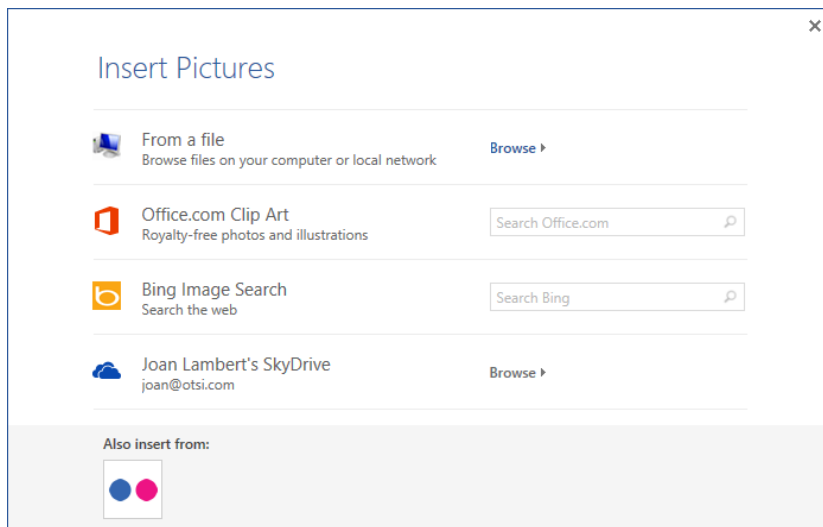 Insert Pictures
From a file
Browse files on your computer or local network
Browse
Office.com Clip Art
Royalty-free photos and illustrations
Search Office.com
Bing Image Search
Search the web
Search Bing
Joan Lambert's SkyDrive
joan@otsi.com
Browse
Also insert from: